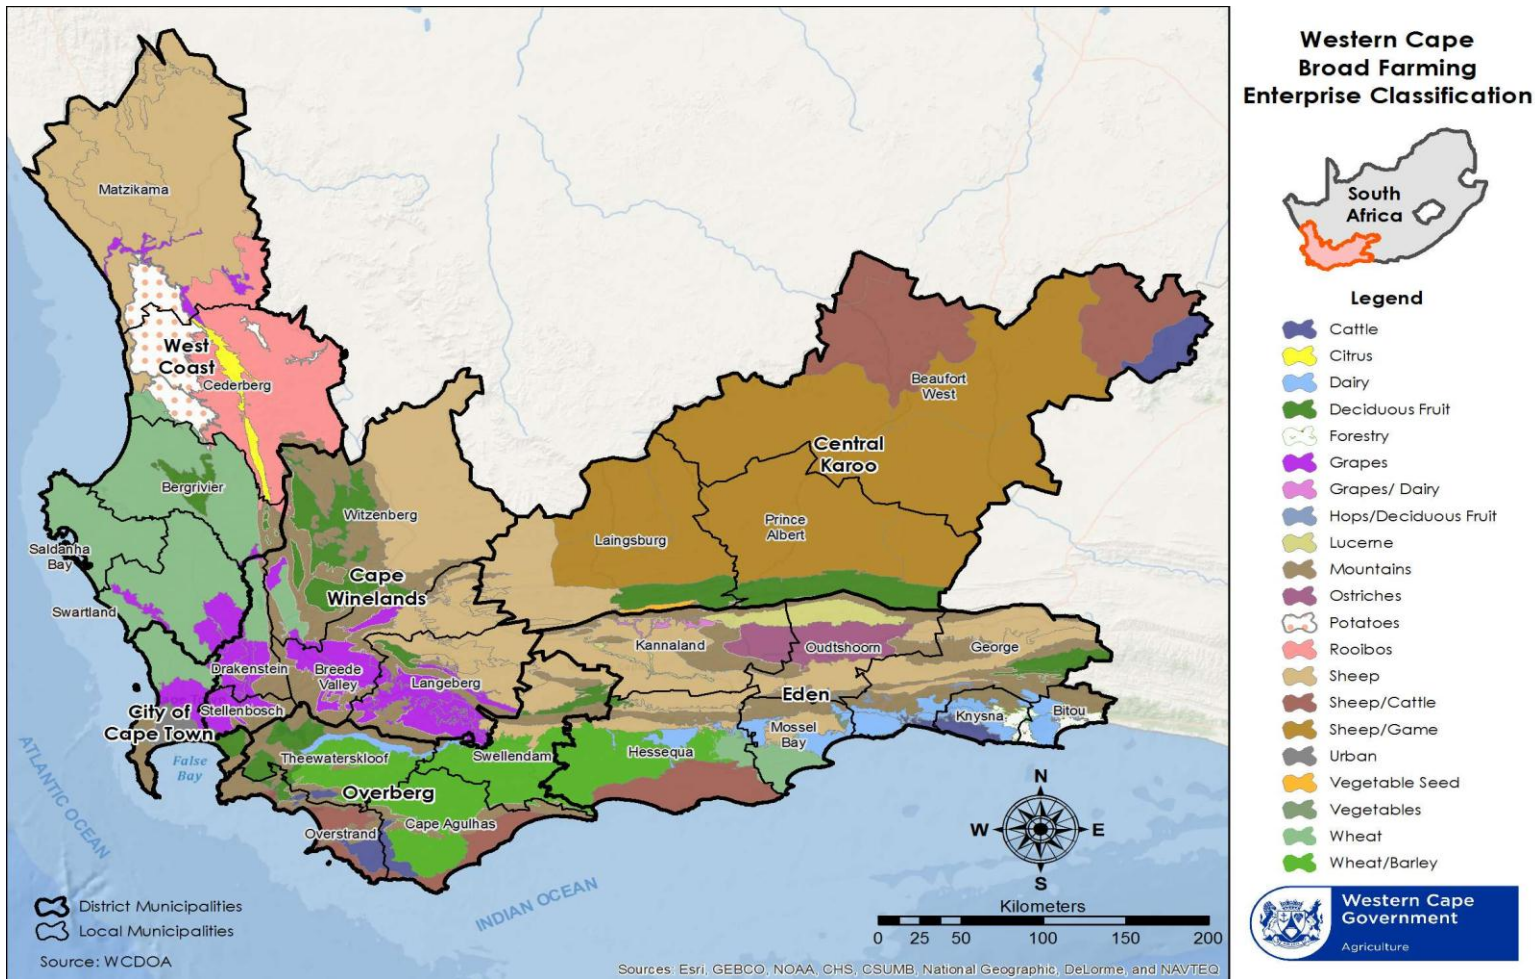 Western Cape
Broad Farming
Enterprise Classification
South
Africa
Legend
Cattle
Citrus
Dairy
Deciduous Fruit
Forestry
Grapes
Grapes/ Dairy
Hops/Deciduous Fruit
Lucerne
Mountains
Ostriches
Potatoes
Rooibos
Sheep
Sheep/Cattle
Sheep/Game
Urban
Vegetable Seed
Vegetables
Wheat
Wheat/Barley
Western Cape
Government
Agriculture
Matzikama
West
Coast
Cederberg
Bergrivier
Saldanha
Bay
Swartland
Witzenberg
Cape
Winelands
Drakenstein
Breede
Valley
Langeberg
Stellenbosch
City of
Cape Town
False
Bay
Theewaterskloof
Swellendam
Overberg
Overstrand
Cape Agulhas
Beaufort
West
Central
Karoo
Laingsburg
Prince
Albert
Kannaland
Oudtshoorn
George
Eden
Mossel
Bay
Hessequa
Knysna
Bitou
ATLANTIC OCEAN
INDIAN OCEAN
N
W
E
S
Kilometers
0 25 50 100 150 200
District Municipalities
Local Municipalities
Source: WCDOA
Sources: Esri, GEBCO, NOAA, CHS, CSUMB, National Geographic, DeLorme, and NAVTEQ